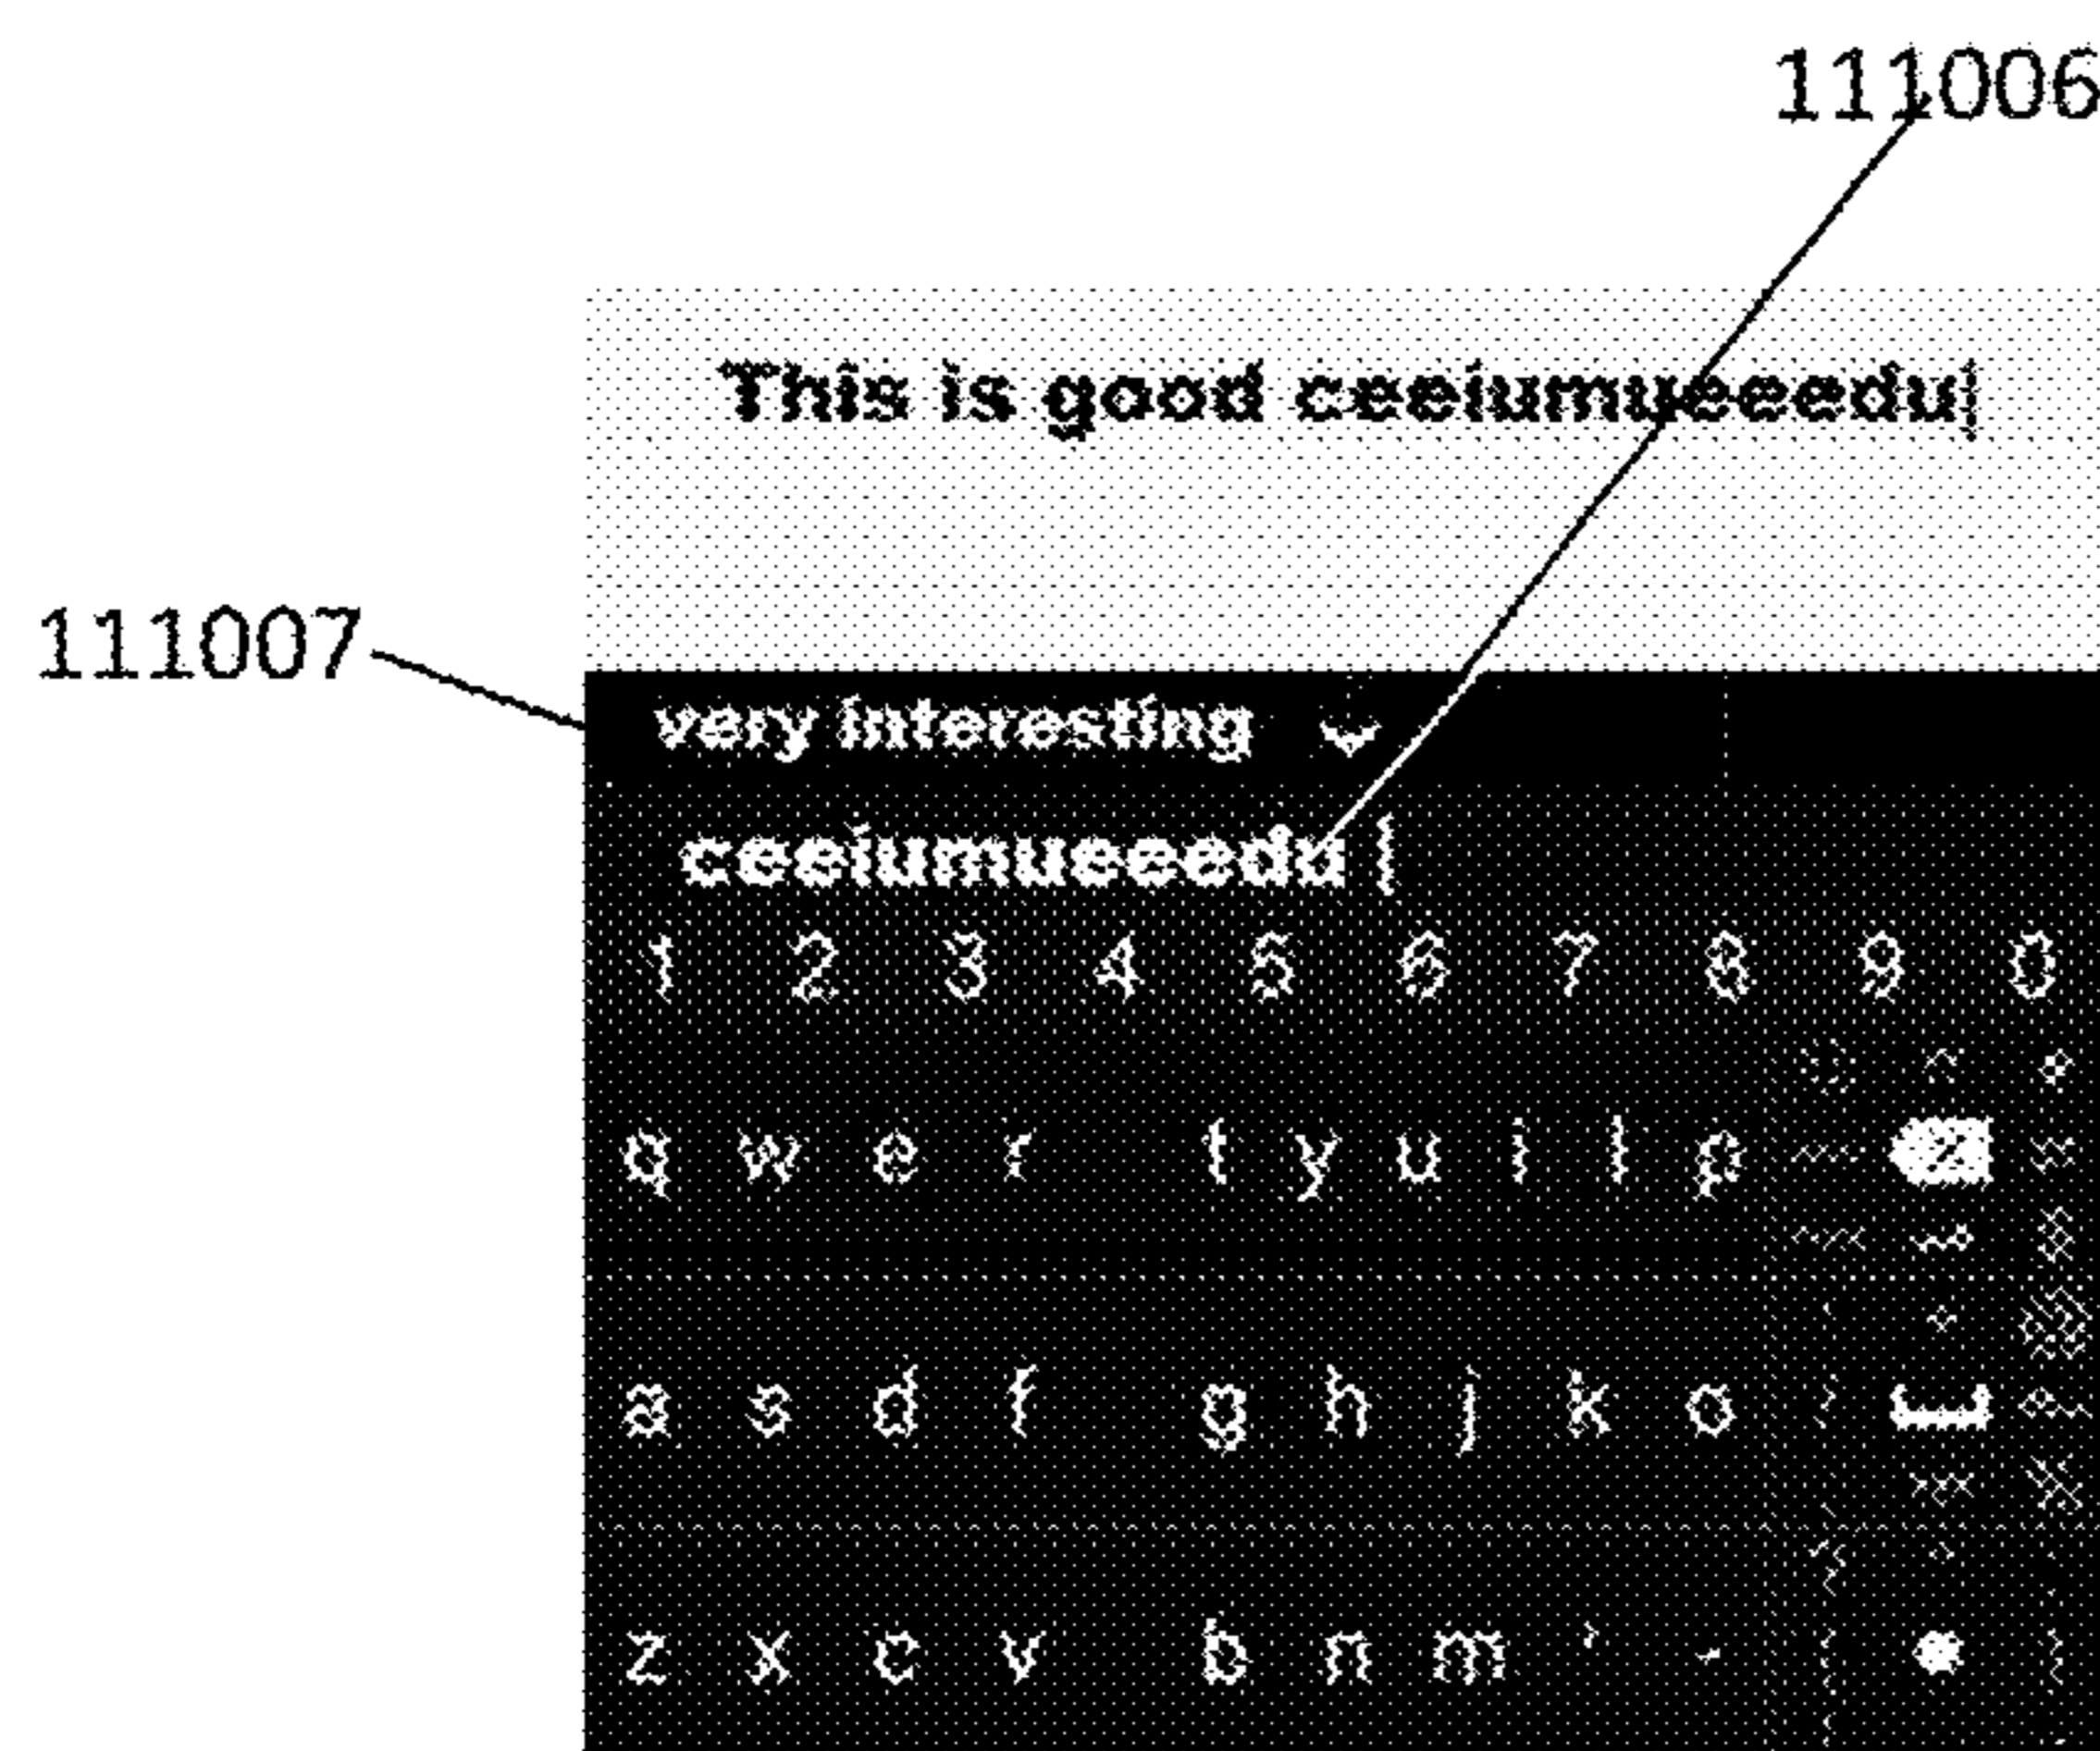 111006
This is good ceeiumueeedu
111007
very interesting
ceeiumueeedu
1 2 3 4 5 6 7 8 9 0
q w e r t y u i l p
a s d f g h j k o
z x c v b n m ' -